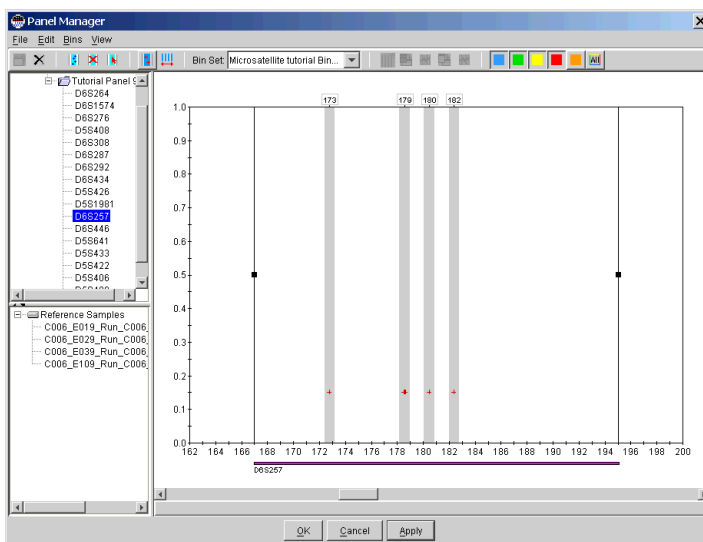 Panel Manager
File Edit Bins View
Bin Set: Microsatellite tutorial Bin...
Tutorial Panel
D6S264
D6S1574
D6S276
D5S408
D6S308
D6S287
D6S292
D6S434
D5S426
D5S1981
D6S257
D6S446
D5S641
D5S433
D5S422
D5S406
Reference Samples
C006_E019_Run_C006_
C006_E029_Run_C006_
C006_E039_Run_C006_
C006_E109_Run_C006_
All
173 179 180 182
1.0
0.9
0.8
0.7
0.6
0.5
0.4
0.3
0.2
0.1
0.0
162 164 166 168 170 172 174 176 178 180 182 184 186 188 190 192 194 196 198 200
D6S257
OK Cancel Apply